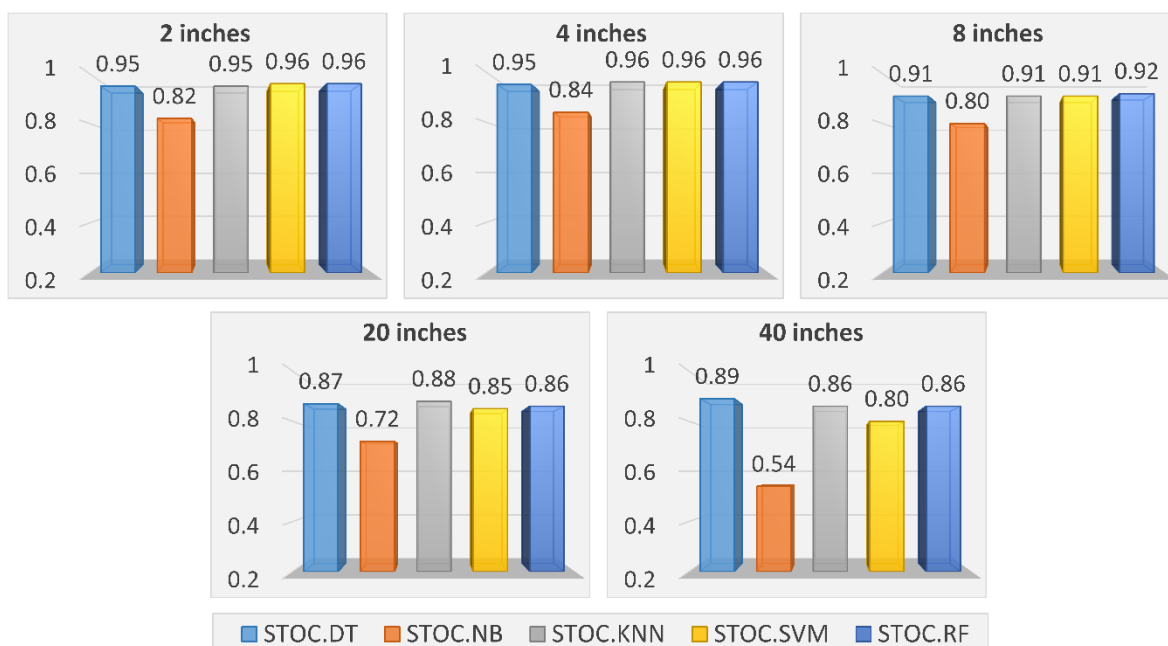 2 inches
0.95 0.82 0.95 0.96 0.96
1
0.8
0.6
0.4
0.2
4 inches
0.95 0.84 0.96 0.96 0.96
1
0.8
0.6
0.4
0.2
8 inches
0.91 0.80 0.91 0.91 0.92
1
0.8
0.6
0.4
0.2
20 inches
0.87 0.72 0.88 0.85 0.86
1
0.8
0.6
0.4
0.2
40 inches
0.89 0.54 0.86 0.80 0.86
1
0.8
0.6
0.4
0.2
STOC.DT STOC.NB STOC.KNN STOC.SVM STOC.RF